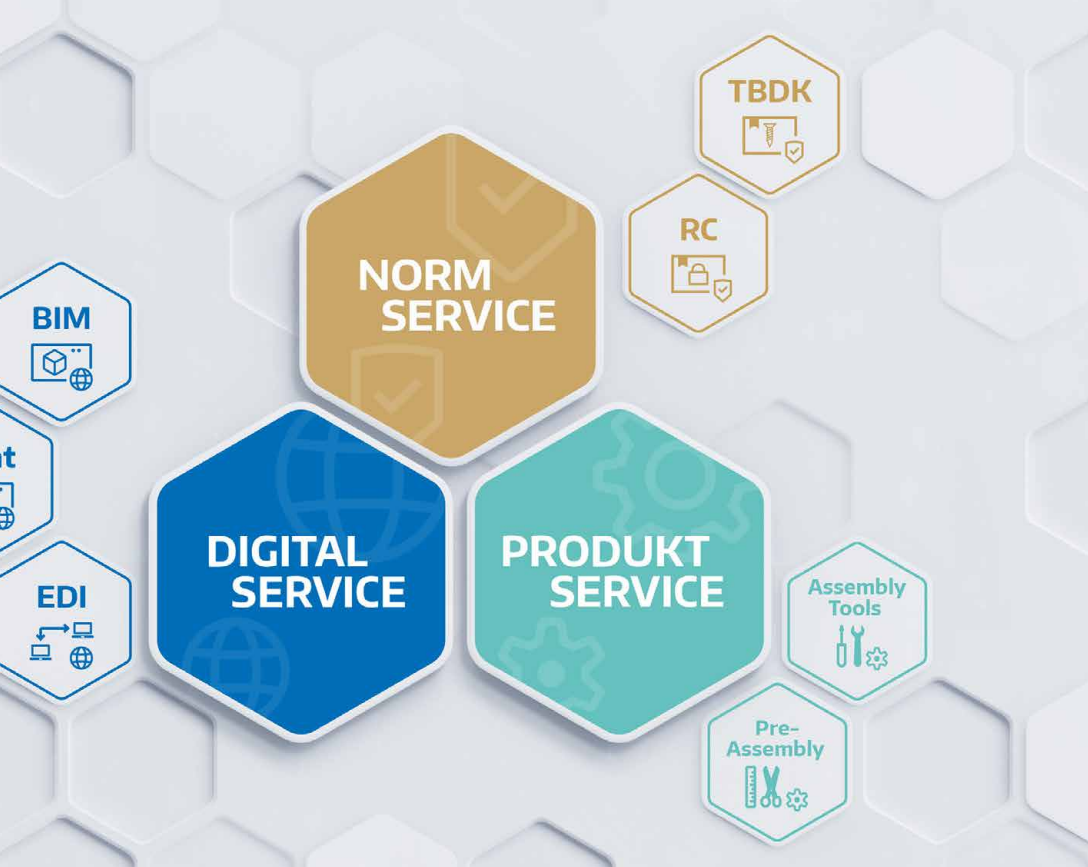 TBDK
RC
NORM
SERVICE
BIM
DIGITAL
SERVICE
PRODUKT
SERVICE
EDI
Assembly
Tools
Pre-
Assembly